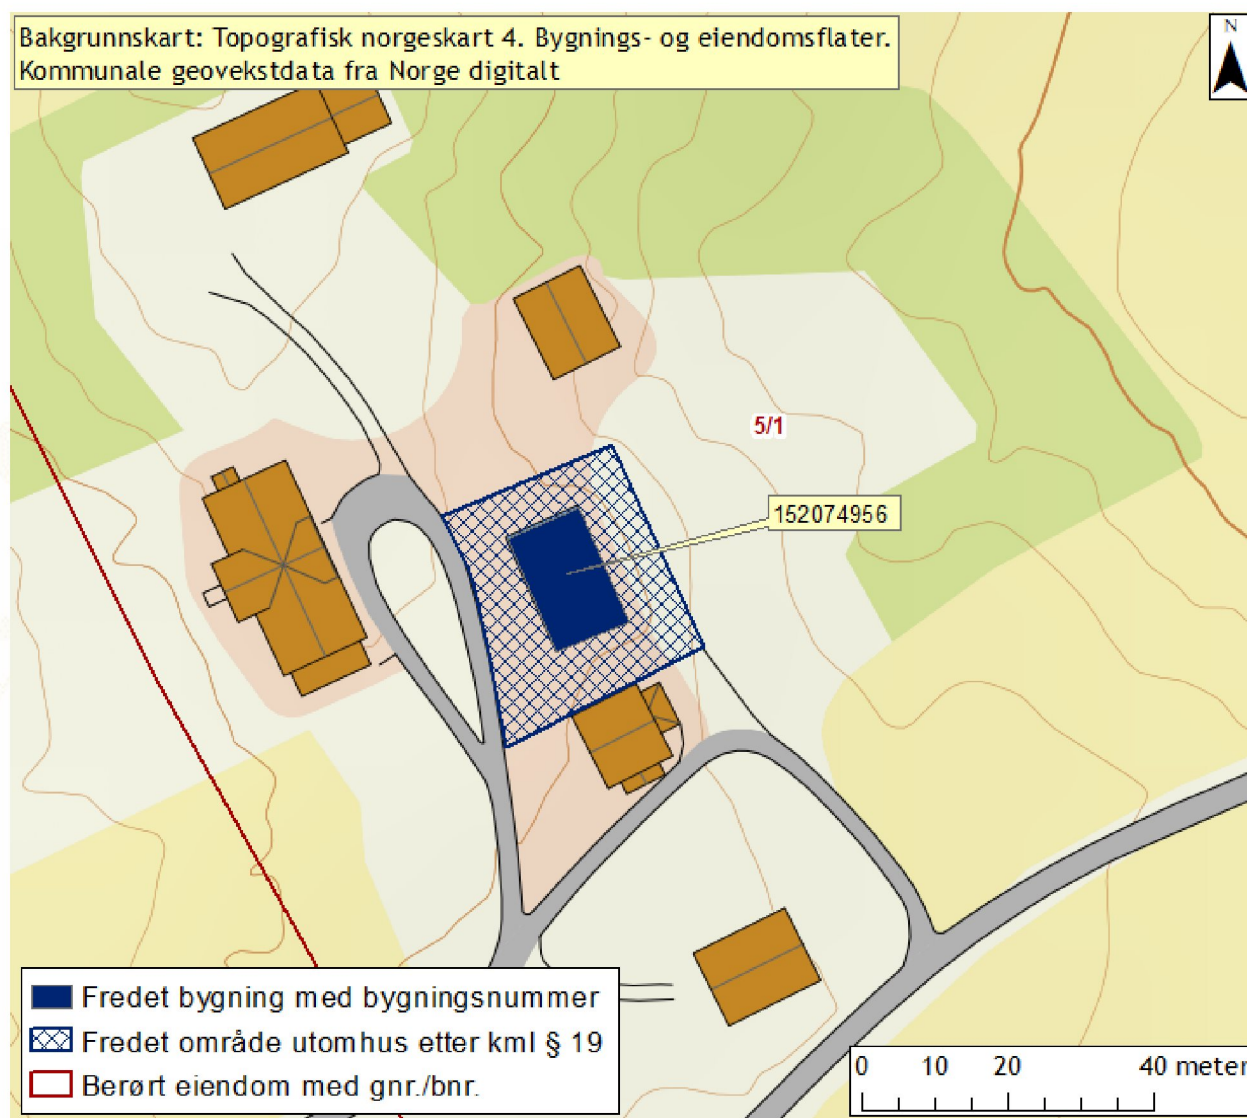 Bakgrunnskart: Topografisk norgeskart 4. Bygnings- og eiendomsflater.
Kommunale geovekstdata fra Norge digitalt
N
5/1
152074956
Fredet bygning med bygningsnummer
Fredet område utomhus etter kml § 19
Berørt eiendom med gnr./bnr.
0 10 20 40 meter